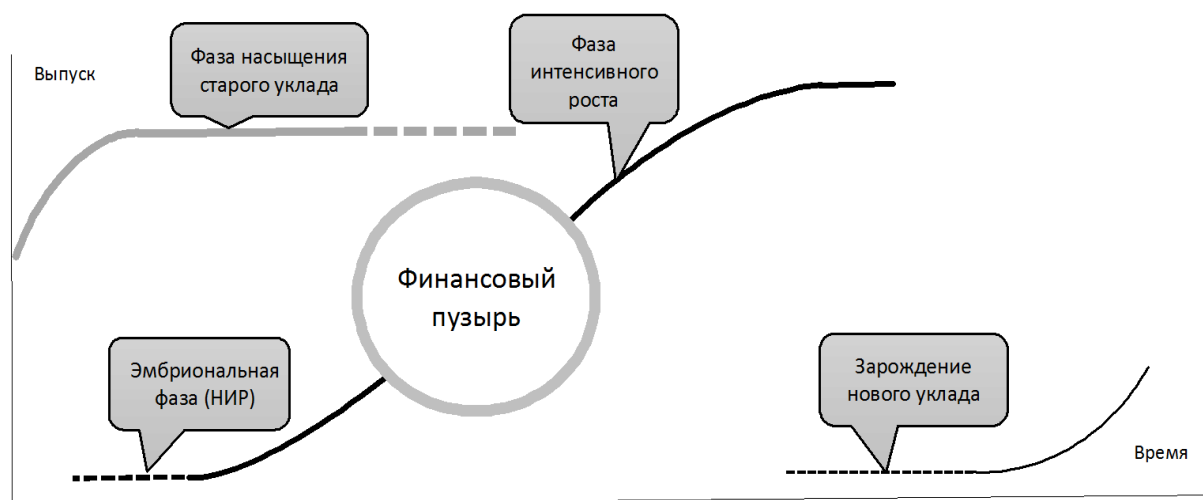 Выпуск
Фаза насыщения
старого уклада
Фаза
интенсивного
роста
Финансовый
пузырь
Эмбриональная
фаза (НИР)
Зарождение
нового уклада
Время